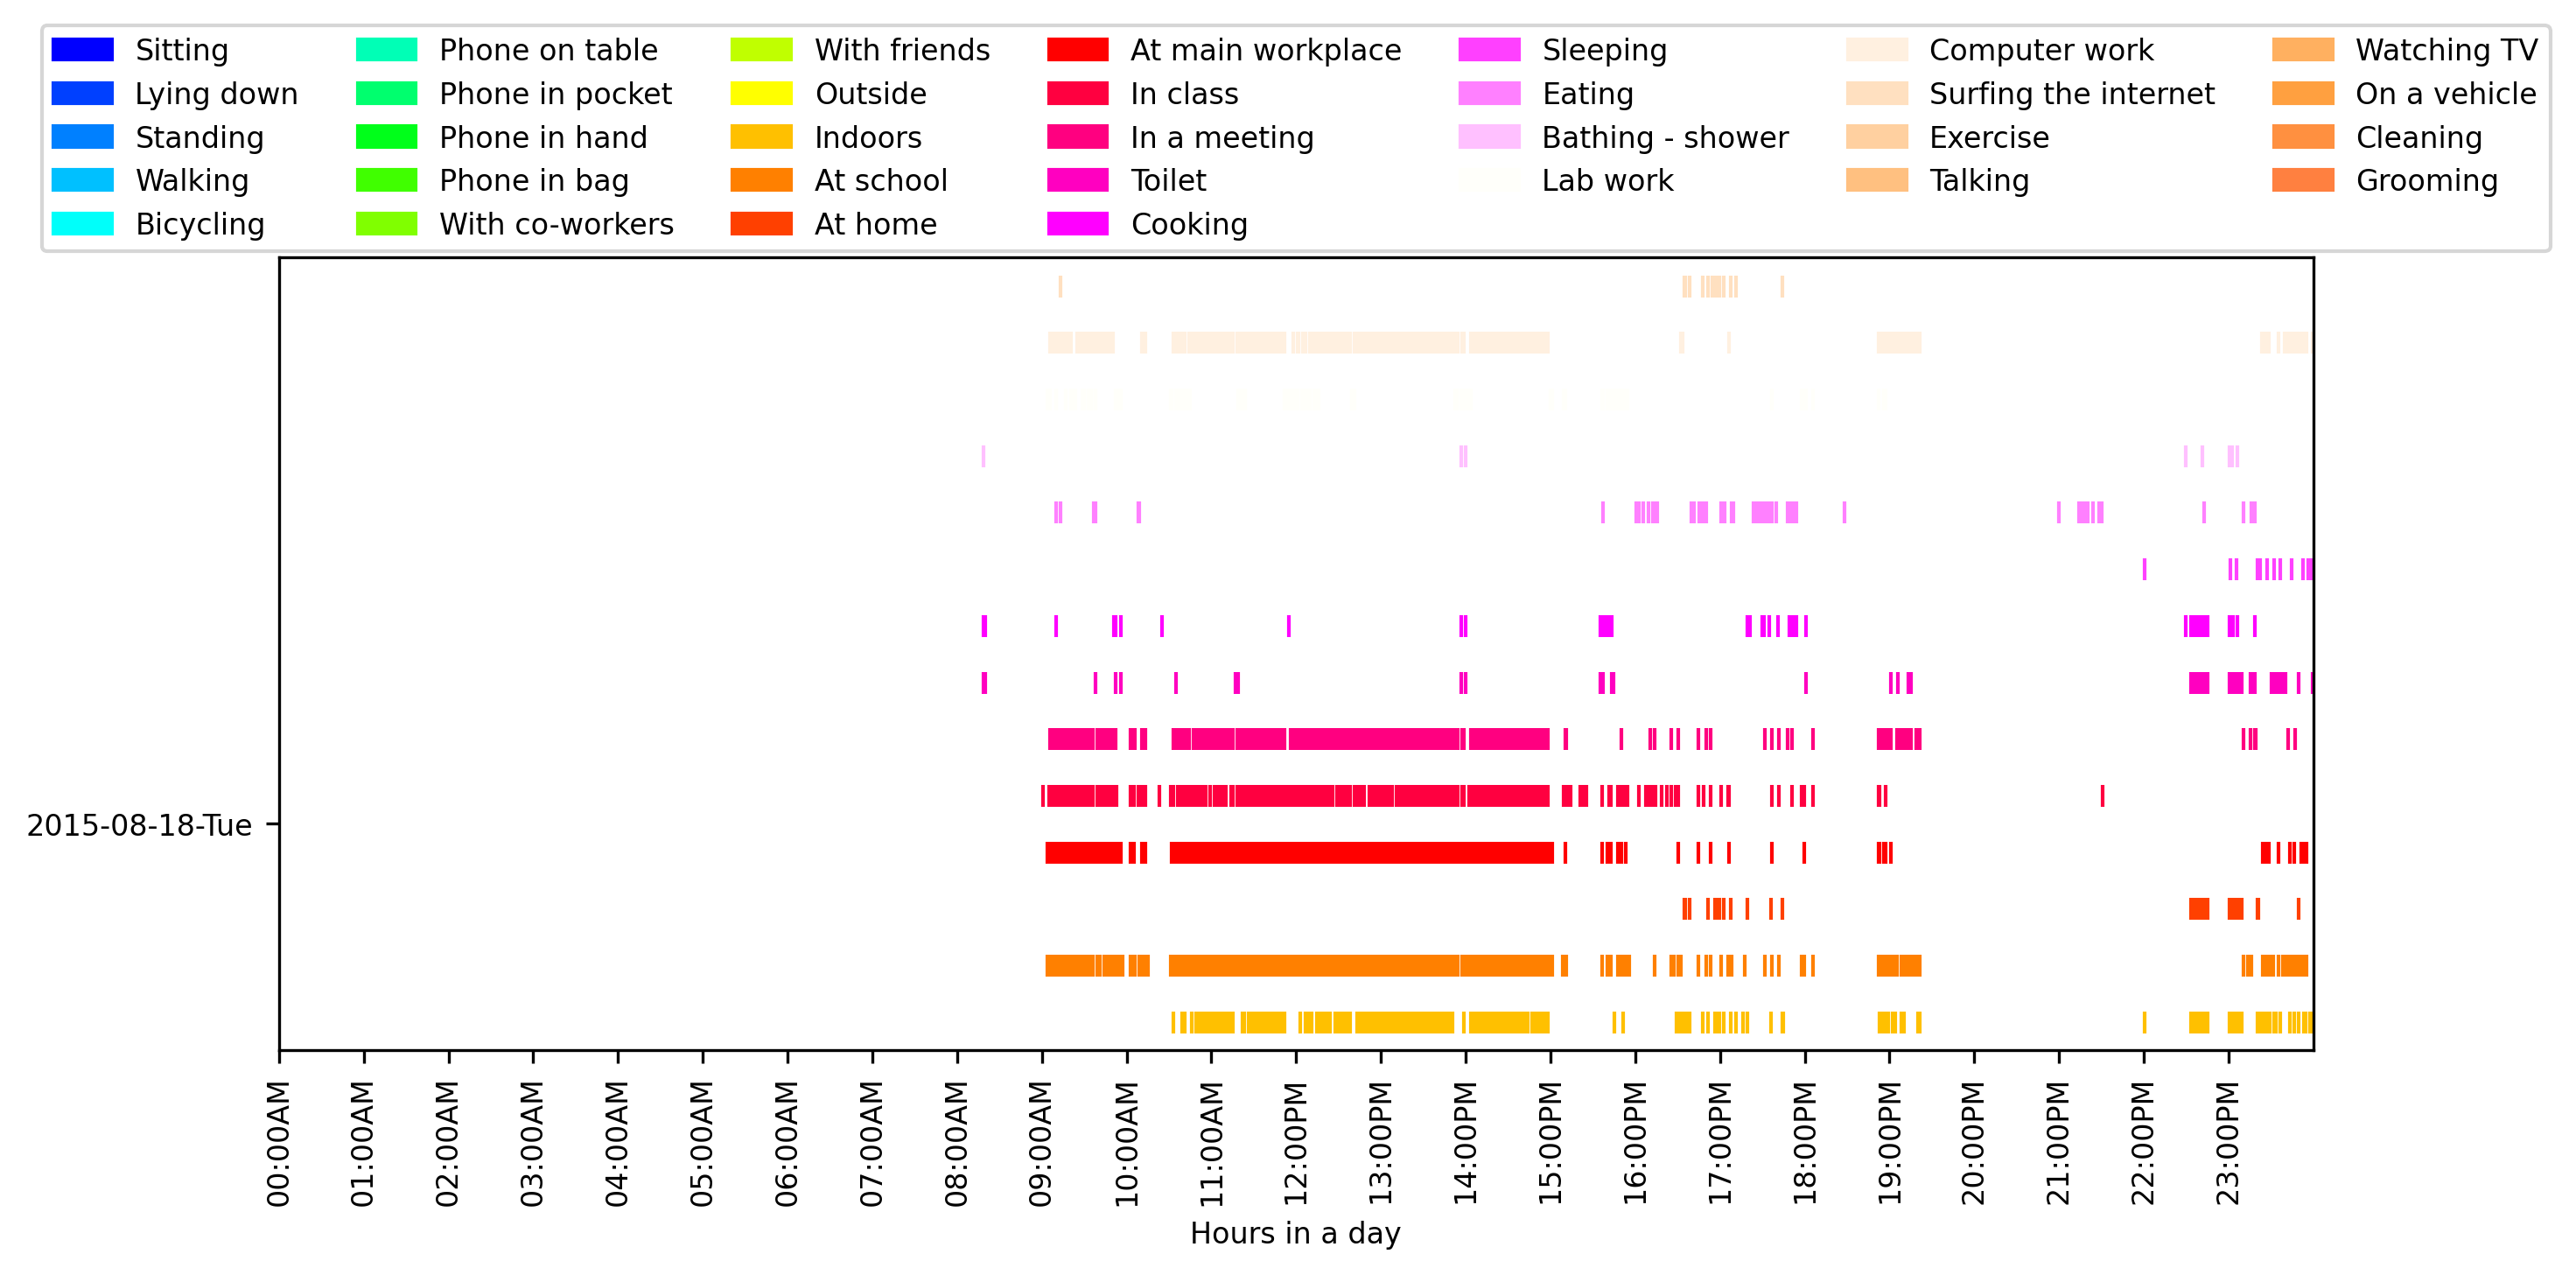 Sitting
Lying down
Standing
Walking
Bicycling
Phone on table
Phone in pocket
Phone in hand
Phone in bag
With co-workers
With friends
Outside
Indoors
At school
At home
At main workplace
In class
In a meeting
Toilet
Cooking
Sleeping
Eating
Bathing - shower
Lab work
Computer work
Surfing the internet
Exercise
Talking
Watching TV
On a vehicle
Cleaning
Grooming
2015-08-18-Tue
00:00AM
01:00AM
02:00AM
03:00AM
04:00AM
05:00AM
06:00AM
07:00AM
08:00AM
09:00AM
10:00AM
11:00AM
12:00PM
13:00PM
14:00PM
15:00PM
16:00PM
17:00PM
18:00PM
19:00PM
20:00PM
21:00PM
22:00PM
23:00PM
Hours in a day